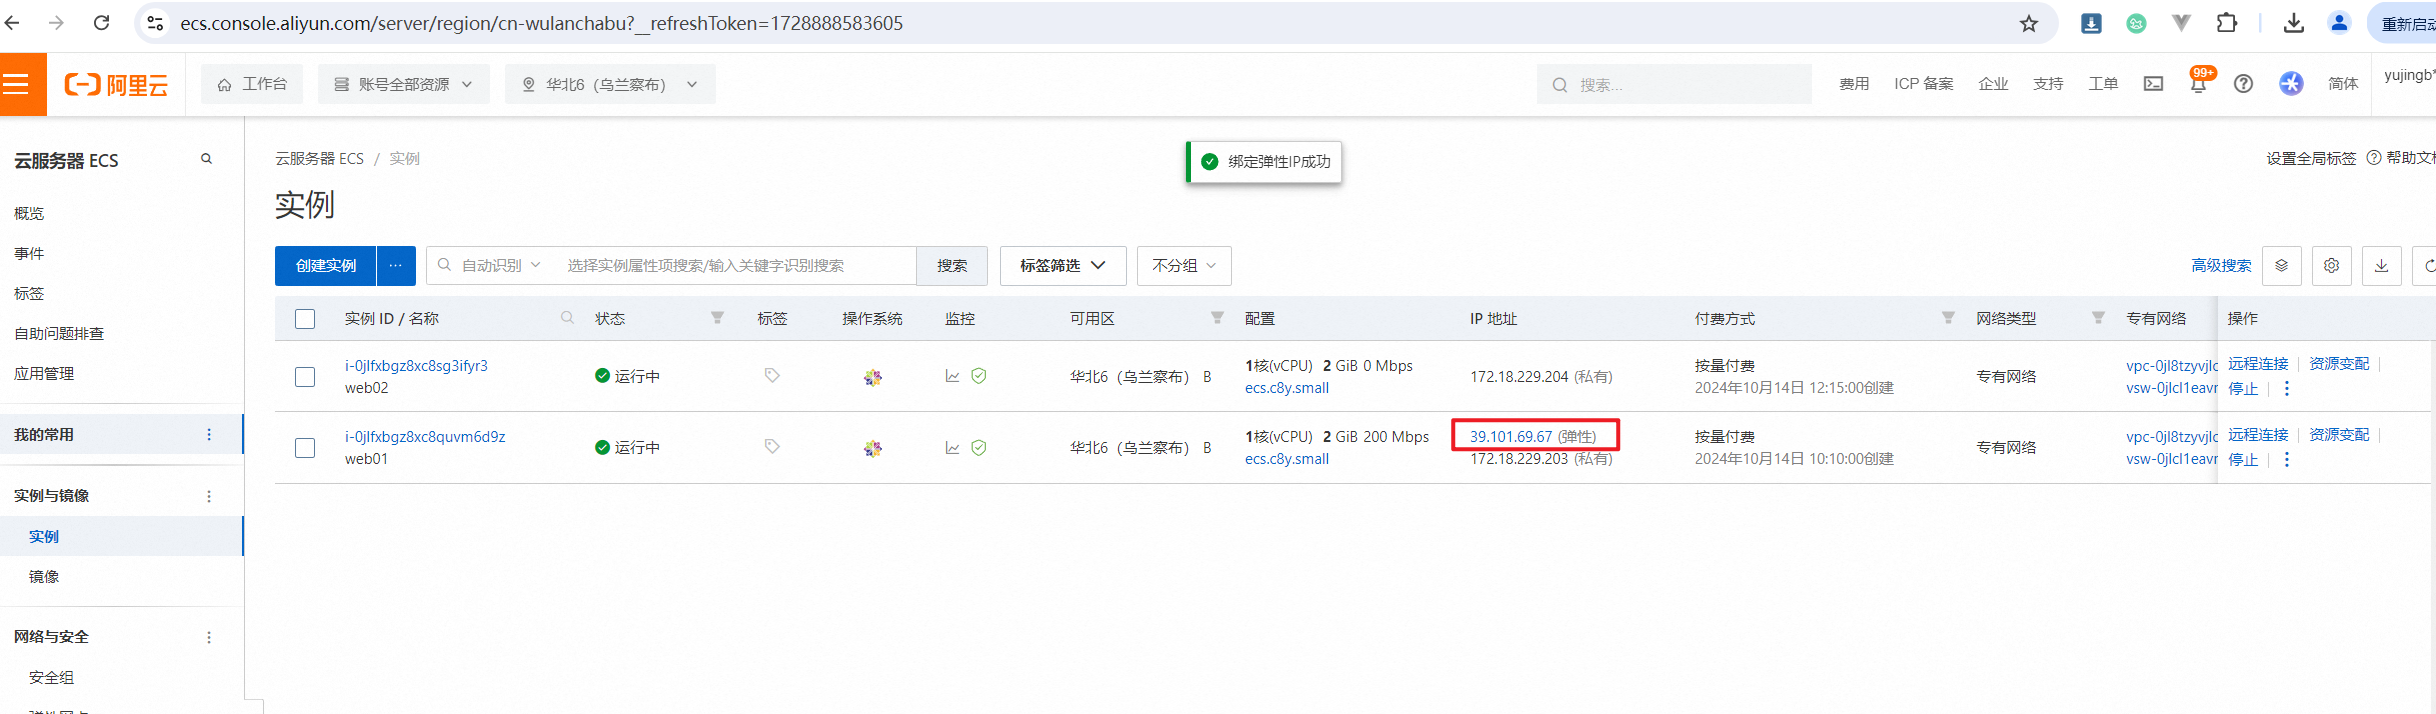 ecs.console.aliyun.com/server/region/cn-wulanchabu?__refreshToken=1728888583605
重新启动
阿里云
工作台
账号全部资源
华北6（乌兰察布）
搜索...
费用
ICP 备案
企业
支持
工单
99+
简体
yujingb*
云服务器 ECS
概览
事件
标签
自助问题排查
应用管理
我的常用
实例与镜像
实例
镜像
网络与安全
安全组
云服务器 ECS / 实例
绑定弹性IP成功
设置全局标签
帮助文档
实例
创建实例
...
自动识别
选择实例属性项搜索/输入关键字识别搜索
搜索
标签筛选
不分组
高级搜索
实例 ID / 名称 状态 标签 操作系统 监控 可用区 配置 IP 地址 付费方式 网络类型 专有网络 操作
i-0jlfxbgz8xc8sg3ifyr3
web02
运行中
华北6（乌兰察布） B
1核(vCPU) 2 GiB 0 Mbps
ecs.c8y.small
172.18.229.204 (私有)
按量付费
2024年10月14日 12:15:00创建
专有网络
vpc-0jl8tzyvjlc
vsw-0jlcl1eavr
远程连接 | 资源变配 |
停止 |
i-0jlfxbgz8xc8quvm6d9z
web01
运行中
华北6（乌兰察布） B
1核(vCPU) 2 GiB 200 Mbps
ecs.c8y.small
39.101.69.67 (弹性)
172.18.229.203 (私有)
按量付费
2024年10月14日 10:10:00创建
专有网络
vpc-0jl8tzyvjlc
vsw-0jlcl1eavr
远程连接 | 资源变配 |
停止 |